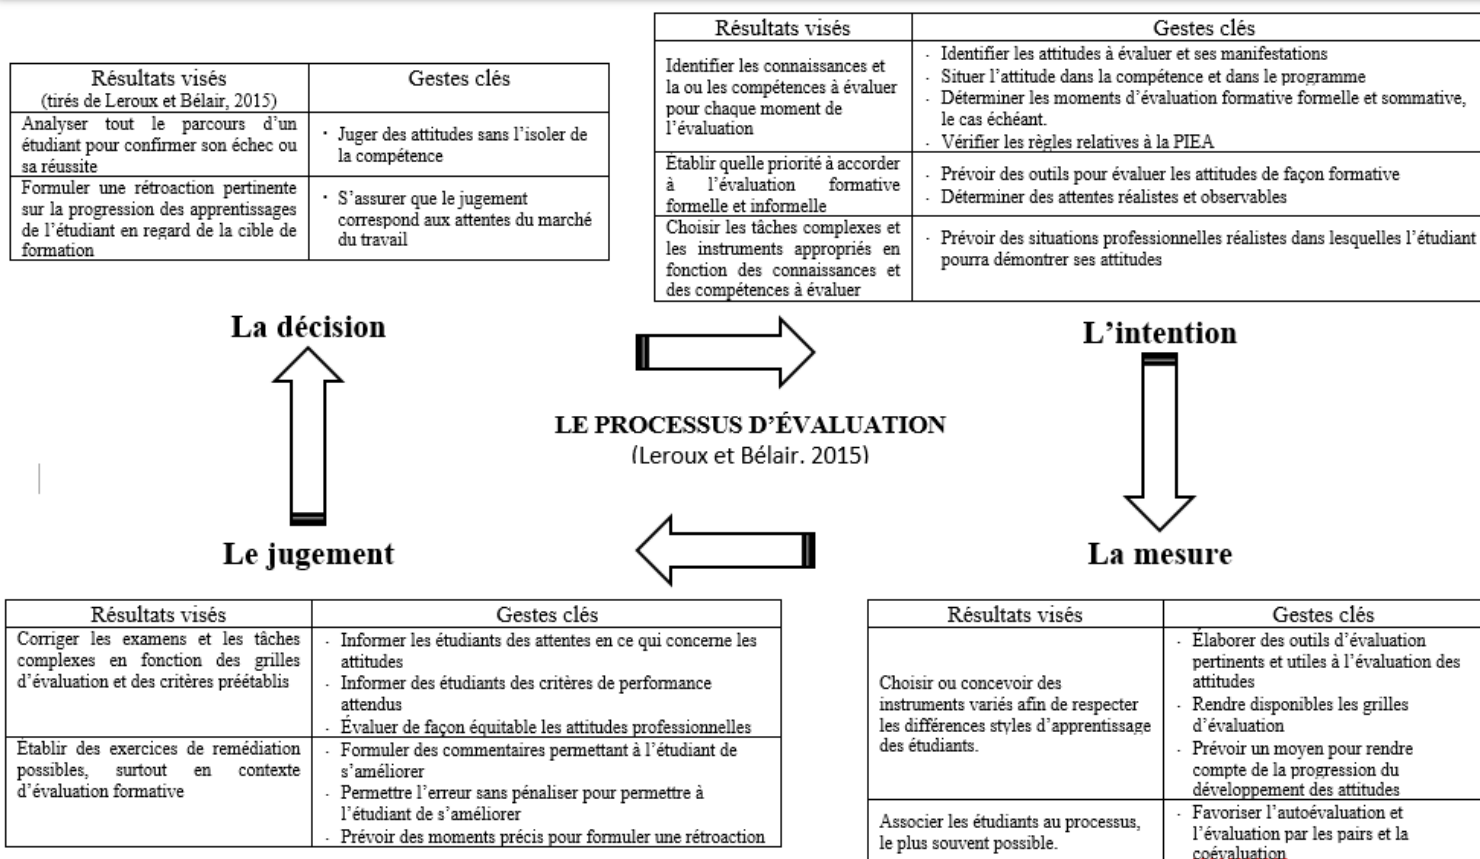 Résultats visés
(tirés de Leroux et Bélair, 2015)
Gestes clés
Analyser tout le parcours d'un
étudiant pour confirmer son échec ou
sa réussite
· Juger des attitudes sans l'isoler de
la compétence
Formuler une rétroaction pertinente
sur la progression des apprentissages
de l'étudiant en regard de la cible de
formation
· S'assurer que le jugement
correspond aux attentes du marché
du travail
Résultats visés
Gestes clés
Identifier les connaissances et
la ou les compétences à évaluer
pour chaque moment de
l'évaluation
· Identifier les attitudes à évaluer et ses manifestations
· Situer l'attitude dans la compétence et dans le programme
· Déterminer les moments d'évaluation formative formelle et sommative,
le cas échéant.
· Vérifier les règles relatives à la PIEA
Établir quelle priorité à accorder
à l'évaluation formative
formelle et informelle
· Prévoir des outils pour évaluer les attitudes de façon formative
· Déterminer des attentes réalistes et observables
Choisir les tâches complexes et
les instruments appropriés en
fonction des connaissances et
des compétences à évaluer
· Prévoir des situations professionnelles réalistes dans lesquelles l'étudiant
pourra démontrer ses attitudes
La décision
L'intention
LE PROCESSUS D'ÉVALUATION
(Leroux et Bélair. 2015)
Le jugement
La mesure
Résultats visés
Gestes clés
Corriger les examens et les tâches
complexes en fonction des grilles
d'évaluation et des critères préétablis
· Informer les étudiants des attentes en ce qui concerne les
attitudes
· Informer des étudiants des critères de performance
attendus
· Évaluer de façon équitable les attitudes professionnelles
Établir des exercices de remédiation
possibles, surtout en contexte
d'évaluation formative
· Formuler des commentaires permettant à l'étudiant de
s'améliorer
· Permettre l'erreur sans pénaliser pour permettre à
l'étudiant de s'améliorer
· Prévoir des moments précis pour formuler une rétroaction
Résultats visés
Gestes clés
Choisir ou concevoir des
instruments variés afin de respecter
les différences styles d'apprentissage
des étudiants.
· Élaborer des outils d'évaluation
pertinents et utiles à l'évaluation des
attitudes
· Rendre disponibles les grilles
d'évaluation
· Prévoir un moyen pour rendre
compte de la progression du
développement des attitudes
Associer les étudiants au processus,
le plus souvent possible.
· Favoriser l'autoévaluation et
l'évaluation par les pairs et la
coévaluation